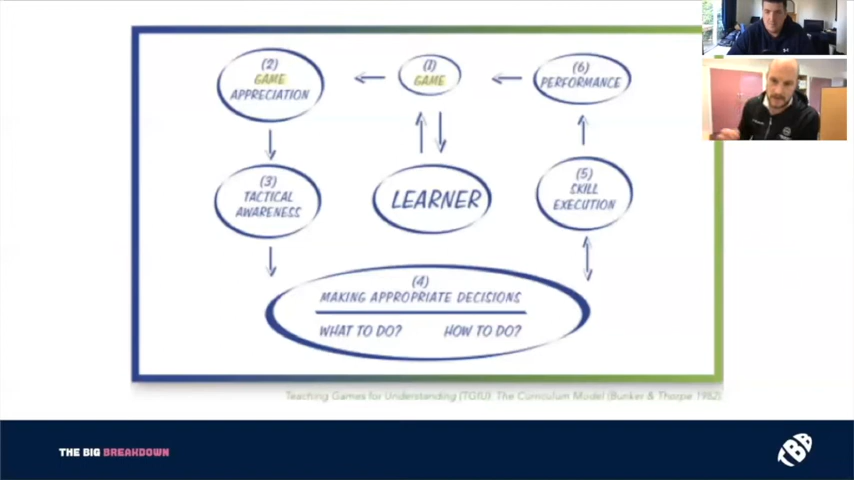 (2)
GAME
APPRECIATION
(1)
GAME
(6)
PERFORMANCE
(3)
TACTICAL
AWARENESS
LEARNER
(5)
SKILL
EXECUTION
(4)
MAKING APPROPRIATE DECISIONS
WHAT TO DO? HOW TO DO?
Teaching Games for Understanding (TGfU): The Curriculum Model (Bunker & Thorpe 1982)
THE BIG BREAKDOWN
TBB